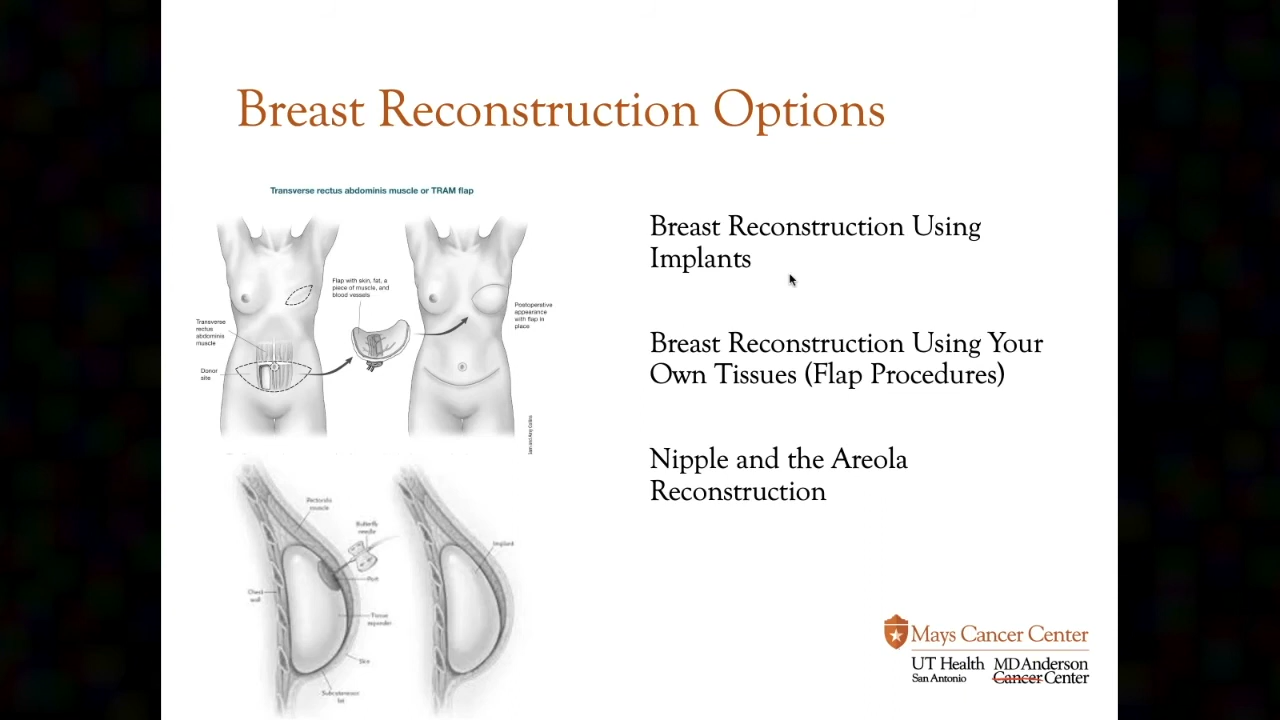 Breast Reconstruction Options
Transverse rectus abdominis muscle or TRAM flap
Flap with skin, fat, a
piece of muscle, and
blood vessels
Postoperative
appearance
with flap in
place
Transverse
rectus
abdominis
muscle
Donor
site
Breast Reconstruction Using
Implants
Breast Reconstruction Using Your
Own Tissues (Flap Procedures)
Nipple and the Areola
Reconstruction
Pectoralis
muscle
Butterfly
needle
Implant
Port
Chest
wall
Tissue
expander
Skin
Subcutaneous
fat
Mays Cancer Center
UT Health
San Antonio
MD Anderson
Cancer Center